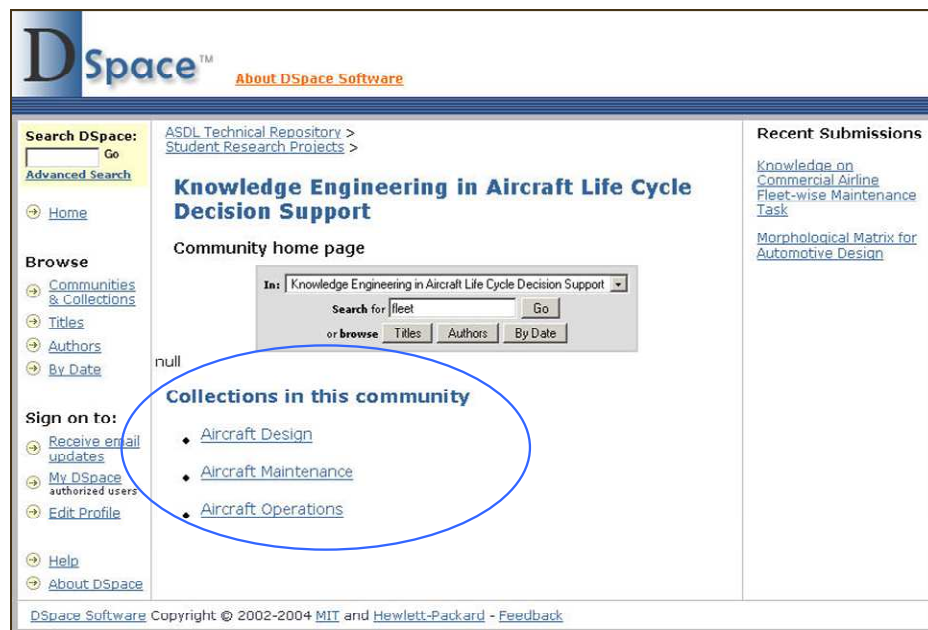 DSpace™
About DSpace Software
Search DSpace:
Go
Advanced Search
Home
Browse
Communities
& Collections
Titles
Authors
By Date
Sign on to:
Receive email
updates
My DSpace
authorized users
Edit Profile
Help
About DSpace
ASDL Technical Repository >
Student Research Projects >
Knowledge Engineering in Aircraft Life Cycle
Decision Support
Community home page
In: Knowledge Engineering in Aircraft Life Cycle Decision Support
Search for fleet Go
or browse Titles Authors By Date
null
Collections in this community
Aircraft Design
Aircraft Maintenance
Aircraft Operations
Recent Submissions
Knowledge on
Commercial Airline
Fleet-wise Maintenance
Task
Morphological Matrix for
Automotive Design
DSpace Software Copyright © 2002-2004 MIT and Hewlett-Packard - Feedback